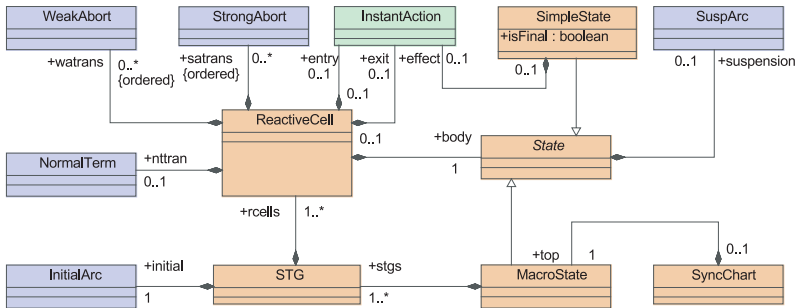 WeakAbort
StrongAbort
InstantAction
SimpleState
SuspArc
+isFinal : boolean
+watrans
0..*
{ordered}
+satrans
{ordered}
0..*
+entry
0..1
+exit
0..1
+effect
0..1
0..1
0..1
+suspension
0..1
ReactiveCell
0..1
+body
1
State
NormalTerm
+nttran
0..1
+rcells
1..*
InitialArc
+initial
1
STG
+stgs
1..*
+top
1
MacroState
0..1
SyncChart